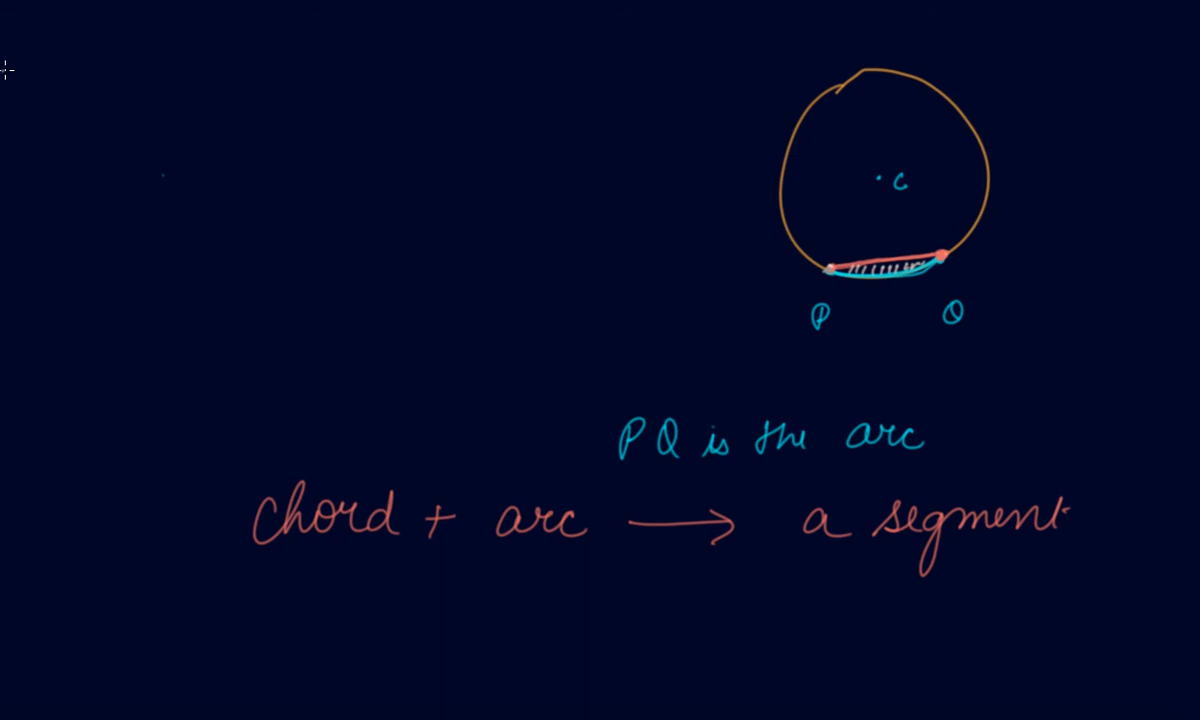 C
P Q
PQ is the arc
chord + arc → a segment